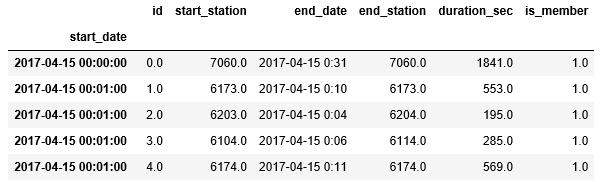 id start_station end_date end_station duration_sec is_member
start_date
2017-04-15 00:00:00 0.0 7060.0 2017-04-15 0:31 7060.0 1841.0 1.0
2017-04-15 00:01:00 1.0 6173.0 2017-04-15 0:10 6173.0 553.0 1.0
2017-04-15 00:01:00 2.0 6203.0 2017-04-15 0:04 6204.0 195.0 1.0
2017-04-15 00:01:00 3.0 6104.0 2017-04-15 0:06 6114.0 285.0 1.0
2017-04-15 00:01:00 4.0 6174.0 2017-04-15 0:11 6174.0 569.0 1.0